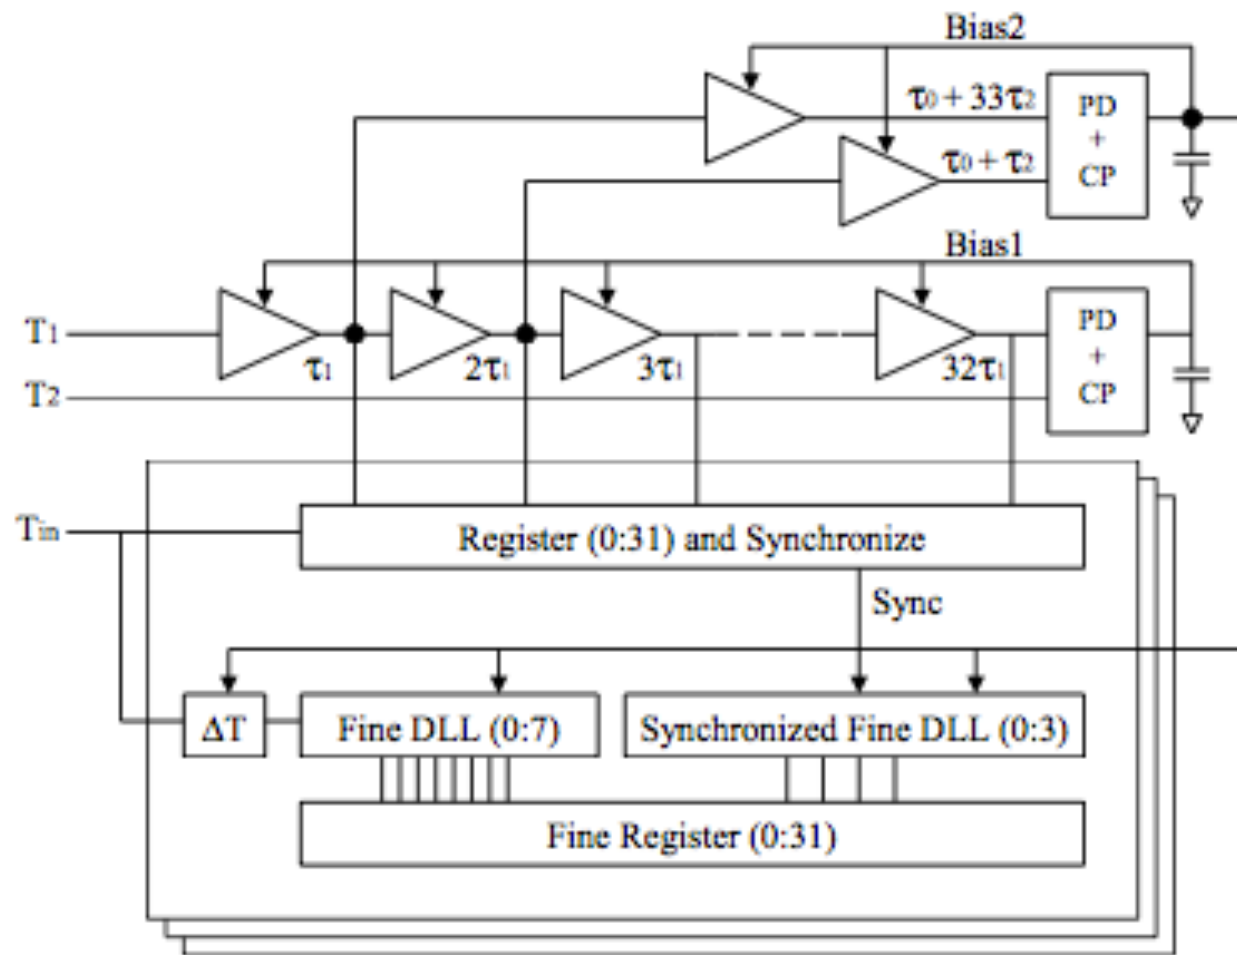 Bias2
τ0 + 33τ2
PD
+
CP
τ0 + τ2
Bias1
T1
τ1
2τ1
3τ1
32τ1
PD
+
CP
T2
Tin
Register (0:31) and Synchronize
Sync
ΔT
Fine DLL (0:7)
Synchronized Fine DLL (0:3)
Fine Register (0:31)